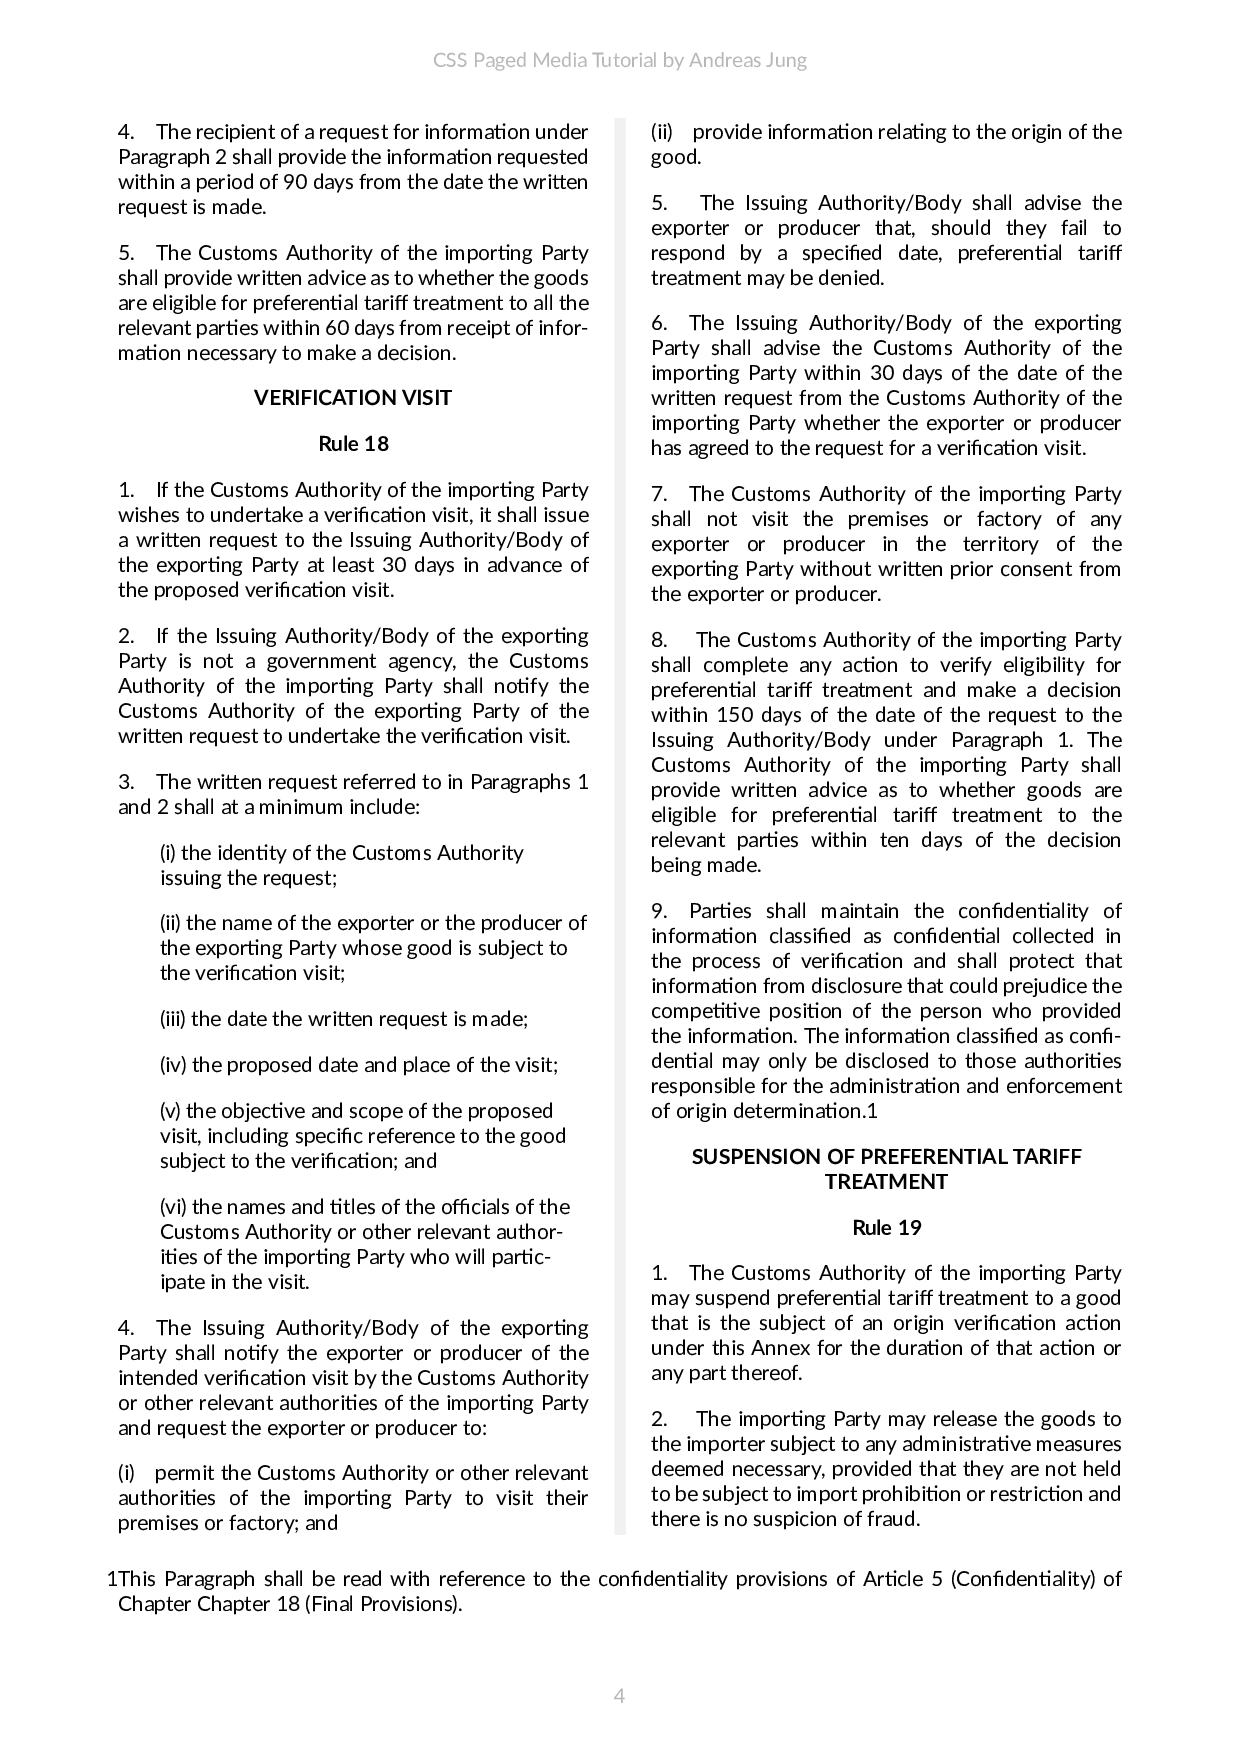 CSS Paged Media Tutorial by Andreas Jung
4. The recipient of a request for information under
Paragraph 2 shall provide the information requested
within a period of 90 days from the date the written
request is made.
5. The Customs Authority of the importing Party
shall provide written advice as to whether the goods
are eligible for preferential tariff treatment to all the
relevant parties within 60 days from receipt of infor-
mation necessary to make a decision.
VERIFICATION VISIT
Rule 18
1. If the Customs Authority of the importing Party
wishes to undertake a verification visit, it shall issue
a written request to the Issuing Authority/Body of
the exporting Party at least 30 days in advance of
the proposed verification visit.
2. If the Issuing Authority/Body of the exporting
Party is not a government agency, the Customs
Authority of the importing Party shall notify the
Customs Authority of the exporting Party of the
written request to undertake the verification visit.
3. The written request referred to in Paragraphs 1
and 2 shall at a minimum include:
(i) the identity of the Customs Authority
issuing the request;
(ii) the name of the exporter or the producer of
the exporting Party whose good is subject to
the verification visit;
(iii) the date the written request is made;
(iv) the proposed date and place of the visit;
(v) the objective and scope of the proposed
visit, including specific reference to the good
subject to the verification; and
(vi) the names and titles of the officials of the
Customs Authority or other relevant author-
ities of the importing Party who will partic-
ipate in the visit.
4. The Issuing Authority/Body of the exporting
Party shall notify the exporter or producer of the
intended verification visit by the Customs Authority
or other relevant authorities of the importing Party
and request the exporter or producer to:
(i) permit the Customs Authority or other relevant
authorities of the importing Party to visit their
premises or factory; and
(ii) provide information relating to the origin of the
good.
5. The Issuing Authority/Body shall advise the
exporter or producer that, should they fail to
respond by a specified date, preferential tariff
treatment may be denied.
6. The Issuing Authority/Body of the exporting
Party shall advise the Customs Authority of the
importing Party within 30 days of the date of the
written request from the Customs Authority of the
importing Party whether the exporter or producer
has agreed to the request for a verification visit.
7. The Customs Authority of the importing Party
shall not visit the premises or factory of any
exporter or producer in the territory of the
exporting Party without written prior consent from
the exporter or producer.
8. The Customs Authority of the importing Party
shall complete any action to verify eligibility for
preferential tariff treatment and make a decision
within 150 days of the date of the request to the
Issuing Authority/Body under Paragraph 1. The
Customs Authority of the importing Party shall
provide written advice as to whether goods are
eligible for preferential tariff treatment to the
relevant parties within ten days of the decision
being made.
9. Parties shall maintain the confidentiality of
information classified as confidential collected in
the process of verification and shall protect that
information from disclosure that could prejudice the
competitive position of the person who provided
the information. The information classified as confi-
dential may only be disclosed to those authorities
responsible for the administration and enforcement
of origin determination.1
SUSPENSION OF PREFERENTIAL TARIFF
TREATMENT
Rule 19
1. The Customs Authority of the importing Party
may suspend preferential tariff treatment to a good
that is the subject of an origin verification action
under this Annex for the duration of that action or
any part thereof.
2. The importing Party may release the goods to
the importer subject to any administrative measures
deemed necessary, provided that they are not held
to be subject to import prohibition or restriction and
there is no suspicion of fraud.
1This Paragraph shall be read with reference to the confidentiality provisions of Article 5 (Confidentiality) of
Chapter Chapter 18 (Final Provisions).
4